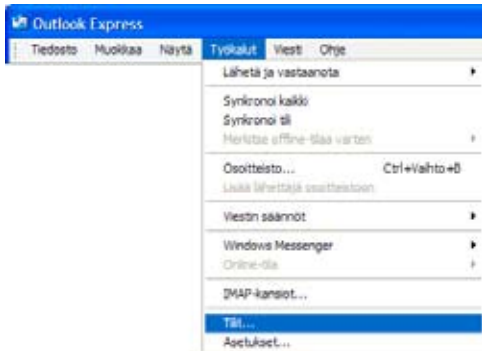 Outlook Express
Tiedosto Muokkaa Näytä Työkalut Viesti Ohje
Lähetä ja vastaanota
Synkronoi kaikki
Synkronoi tili
Merkitse offline-tilaa varten
Osoitteisto... Ctrl+Vaihto+B
Lisää lähettäjä osoitteistoon
Viestin säännöt
Windows Messenger
Online-tila
IMAP-kansiot...
Tilit...
Asetukset...